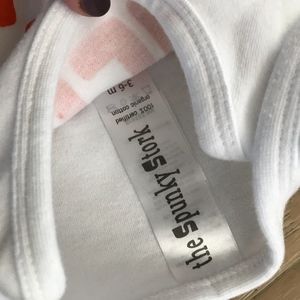 the spunky stork
100% certified
organic cotton
3-6 m